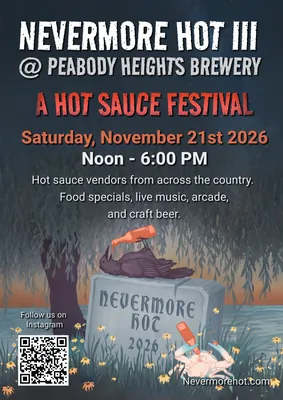 NEVERMORE HOT III
@ PEABODY HEIGHTS BREWERY
A HOT SAUCE FESTIVAL
Saturday, November 21st 2026
Noon - 6:00 PM
Hot sauce vendors from across the country.
Food specials, live music, arcade,
and craft beer.
NEVERMORE
HOT
2026
Follow us on
Instagram
Nevermorehot.com